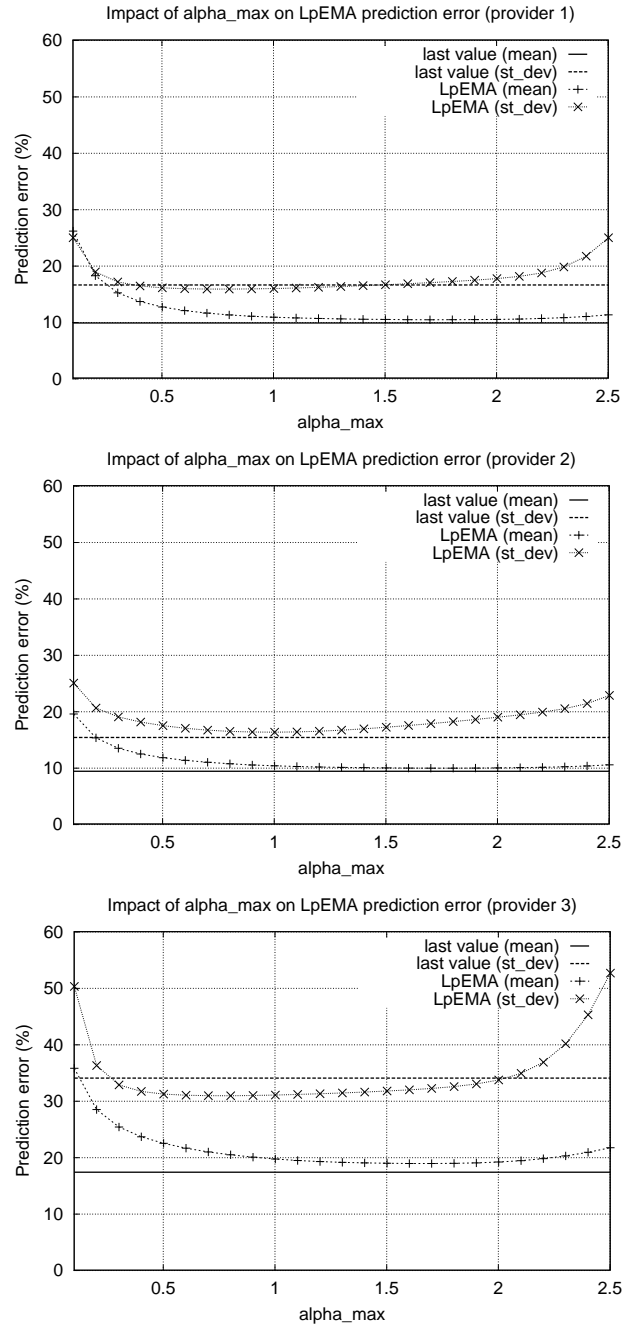 Impact of alpha_max on LpEMA prediction error (provider 1)
60
last value (mean)
last value (st_dev)
50
LpEMA (mean)
LpEMA (st_dev)
40
30
20
10
0
Prediction error (%)
0.5 1 1.5 2 2.5
alpha_max
Impact of alpha_max on LpEMA prediction error (provider 2)
60
last value (mean)
last value (st_dev)
50
LpEMA (mean)
LpEMA (st_dev)
40
30
20
10
0
Prediction error (%)
0.5 1 1.5 2 2.5
alpha_max
Impact of alpha_max on LpEMA prediction error (provider 3)
60
last value (mean)
last value (st_dev)
50
LpEMA (mean)
LpEMA (st_dev)
40
30
20
10
0
Prediction error (%)
0.5 1 1.5 2 2.5
alpha_max